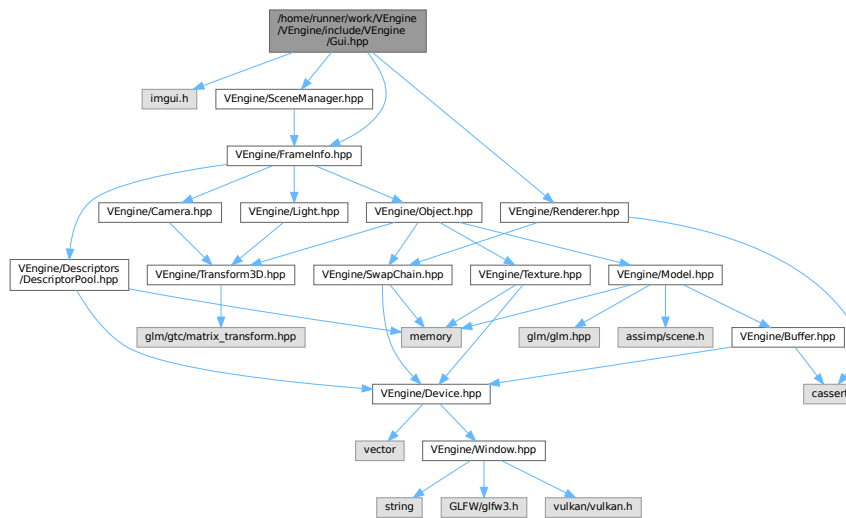 /home/runner/work/VEngine
/VEngine/include/VEngine
/Gui.hpp
imgui.h
VEngine/SceneManager.hpp
VEngine/FrameInfo.hpp
VEngine/Camera.hpp
VEngine/Light.hpp
VEngine/Object.hpp
VEngine/Renderer.hpp
VEngine/Descriptors
/DescriptorPool.hpp
VEngine/Transform3D.hpp
VEngine/SwapChain.hpp
VEngine/Texture.hpp
VEngine/Model.hpp
glm/gtc/matrix_transform.hpp
memory
glm/glm.hpp
assimp/scene.h
VEngine/Buffer.hpp
VEngine/Device.hpp
cassert
vector
VEngine/Window.hpp
string
GLFW/glfw3.h
vulkan/vulkan.h